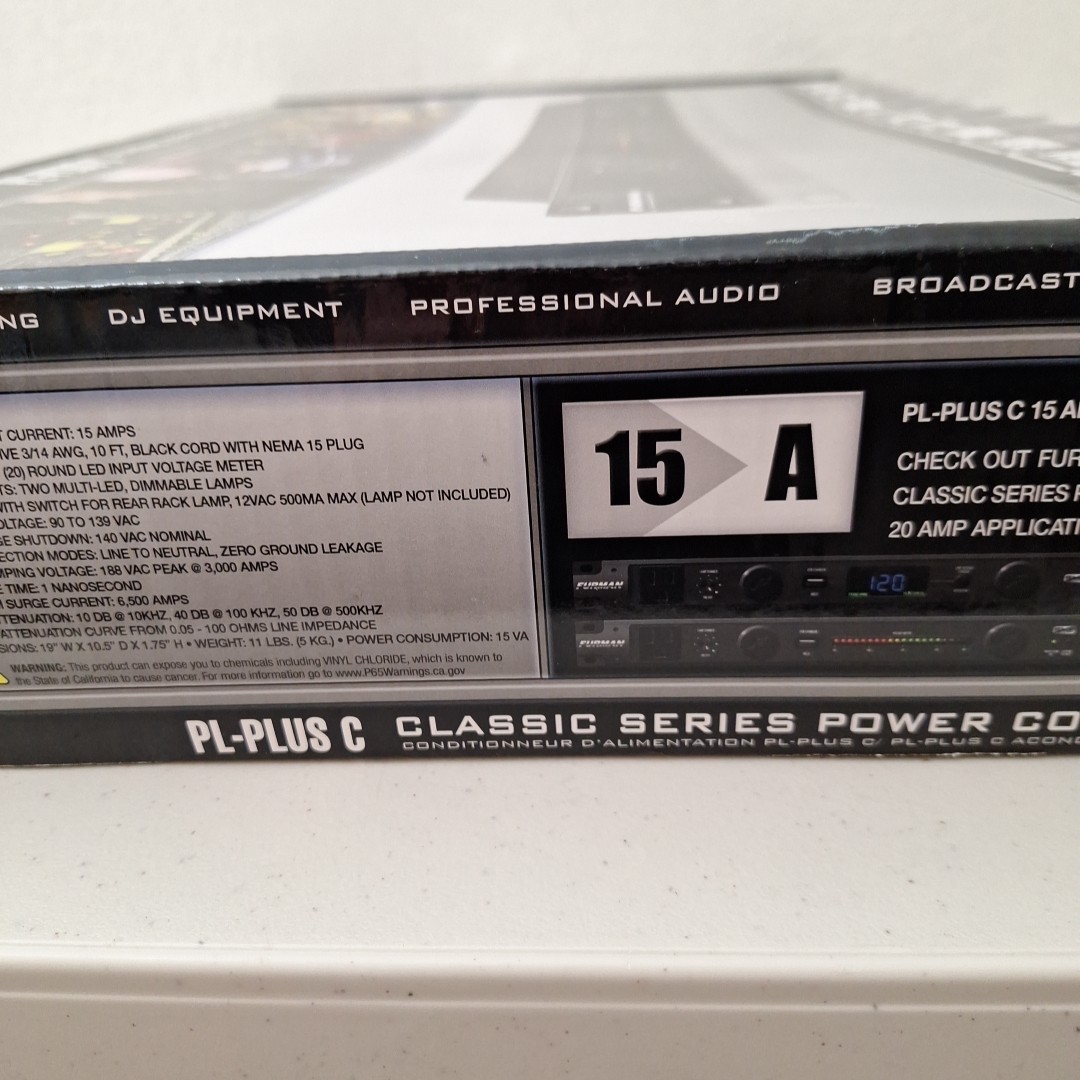 NG DJ EQUIPMENT PROFESSIONAL AUDIO BROADCAST
T CURRENT: 15 AMPS
IVE 3/14 AWG, 10 FT, BLACK CORD WITH NEMA 15 PLUG
(20) ROUND LED INPUT VOLTAGE METER
TS: TWO MULTI-LED, DIMMABLE LAMPS
WITH SWITCH FOR REAR RACK LAMP, 12VAC 500MA MAX (LAMP NOT INCLUDED)
OLTAGE: 90 TO 139 VAC
GE SHUTDOWN: 140 VAC NOMINAL
ECTION MODES: LINE TO NEUTRAL, ZERO GROUND LEAKAGE
MPING VOLTAGE: 188 VAC PEAK @ 3,000 AMPS
E TIME: 1 NANOSECOND
M SURGE CURRENT: 6,500 AMPS
TTENUATION: 10 DB @ 10KHZ, 40 DB @ 100 KHZ, 50 DB @ 500KHZ
ATTENUATION CURVE FROM 0.05 - 100 OHMS LINE IMPEDANCE
SIONS: 19" W X 10.5" D X 1.75" H • WEIGHT: 11 LBS. (5 KG.) • POWER CONSUMPTION: 15 VA
WARNING: This product can expose you to chemicals including VINYL CHLORIDE, which is known to
the State of California to cause cancer. For more information go to www.P65Warnings.ca.gov
15 A
PL-PLUS C 15 A
CHECK OUT FUR
CLASSIC SERIES
20 AMP APPLICATI
FURMAN
120
FURMAN
PL-PLUS C CLASSIC SERIES POWER CO
CONDITIONNEUR D'ALIMENTATION PL-PLUS C/ PL-PLUS C ACOND